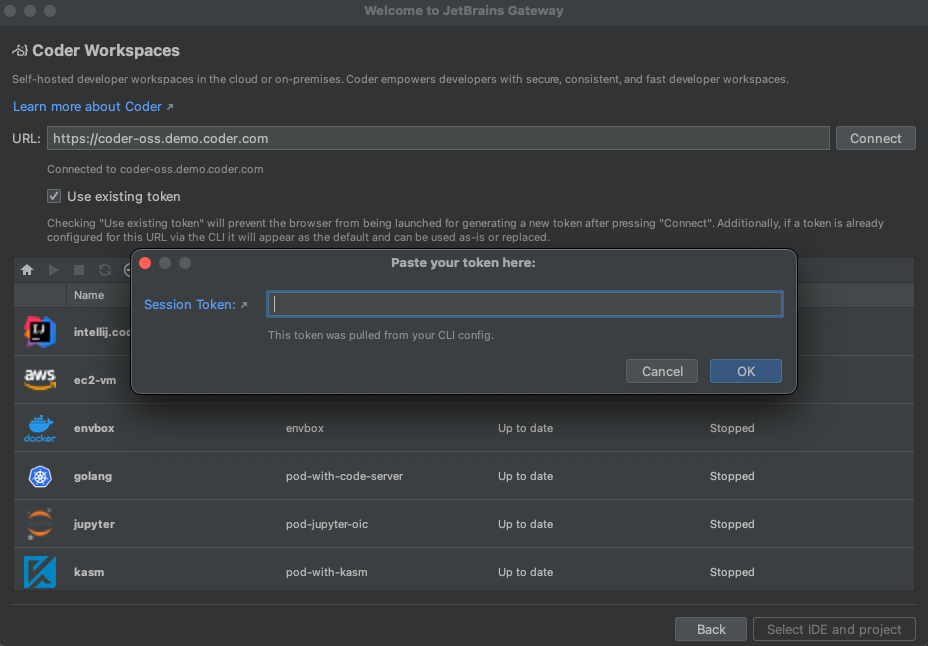 Welcome to JetBrains Gateway
Coder Workspaces
Self-hosted developer workspaces in the cloud or on-premises. Coder empowers developers with secure, consistent, and fast developer workspaces.
Learn more about Coder ↗
URL: https://coder-oss.demo.coder.com Connect
Connected to coder-oss.demo.coder.com
Use existing token
Checking "Use existing token" will prevent the browser from being launched for generating a new token after pressing "Connect". Additionally, if a token is already
configured for this URL via the CLI it will appear as the default and can be used as-is or replaced.
Paste your token here:
Session Token: ↗
This token was pulled from your CLI config.
Cancel OK
Name
IJ intellij.coc
aws ec2-vm
docker envbox envbox Up to date Stopped
golang pod-with-code-server Up to date Stopped
jupyter pod-jupyter-oic Up to date Stopped
kasm pod-with-kasm Up to date Stopped
Back Select IDE and project